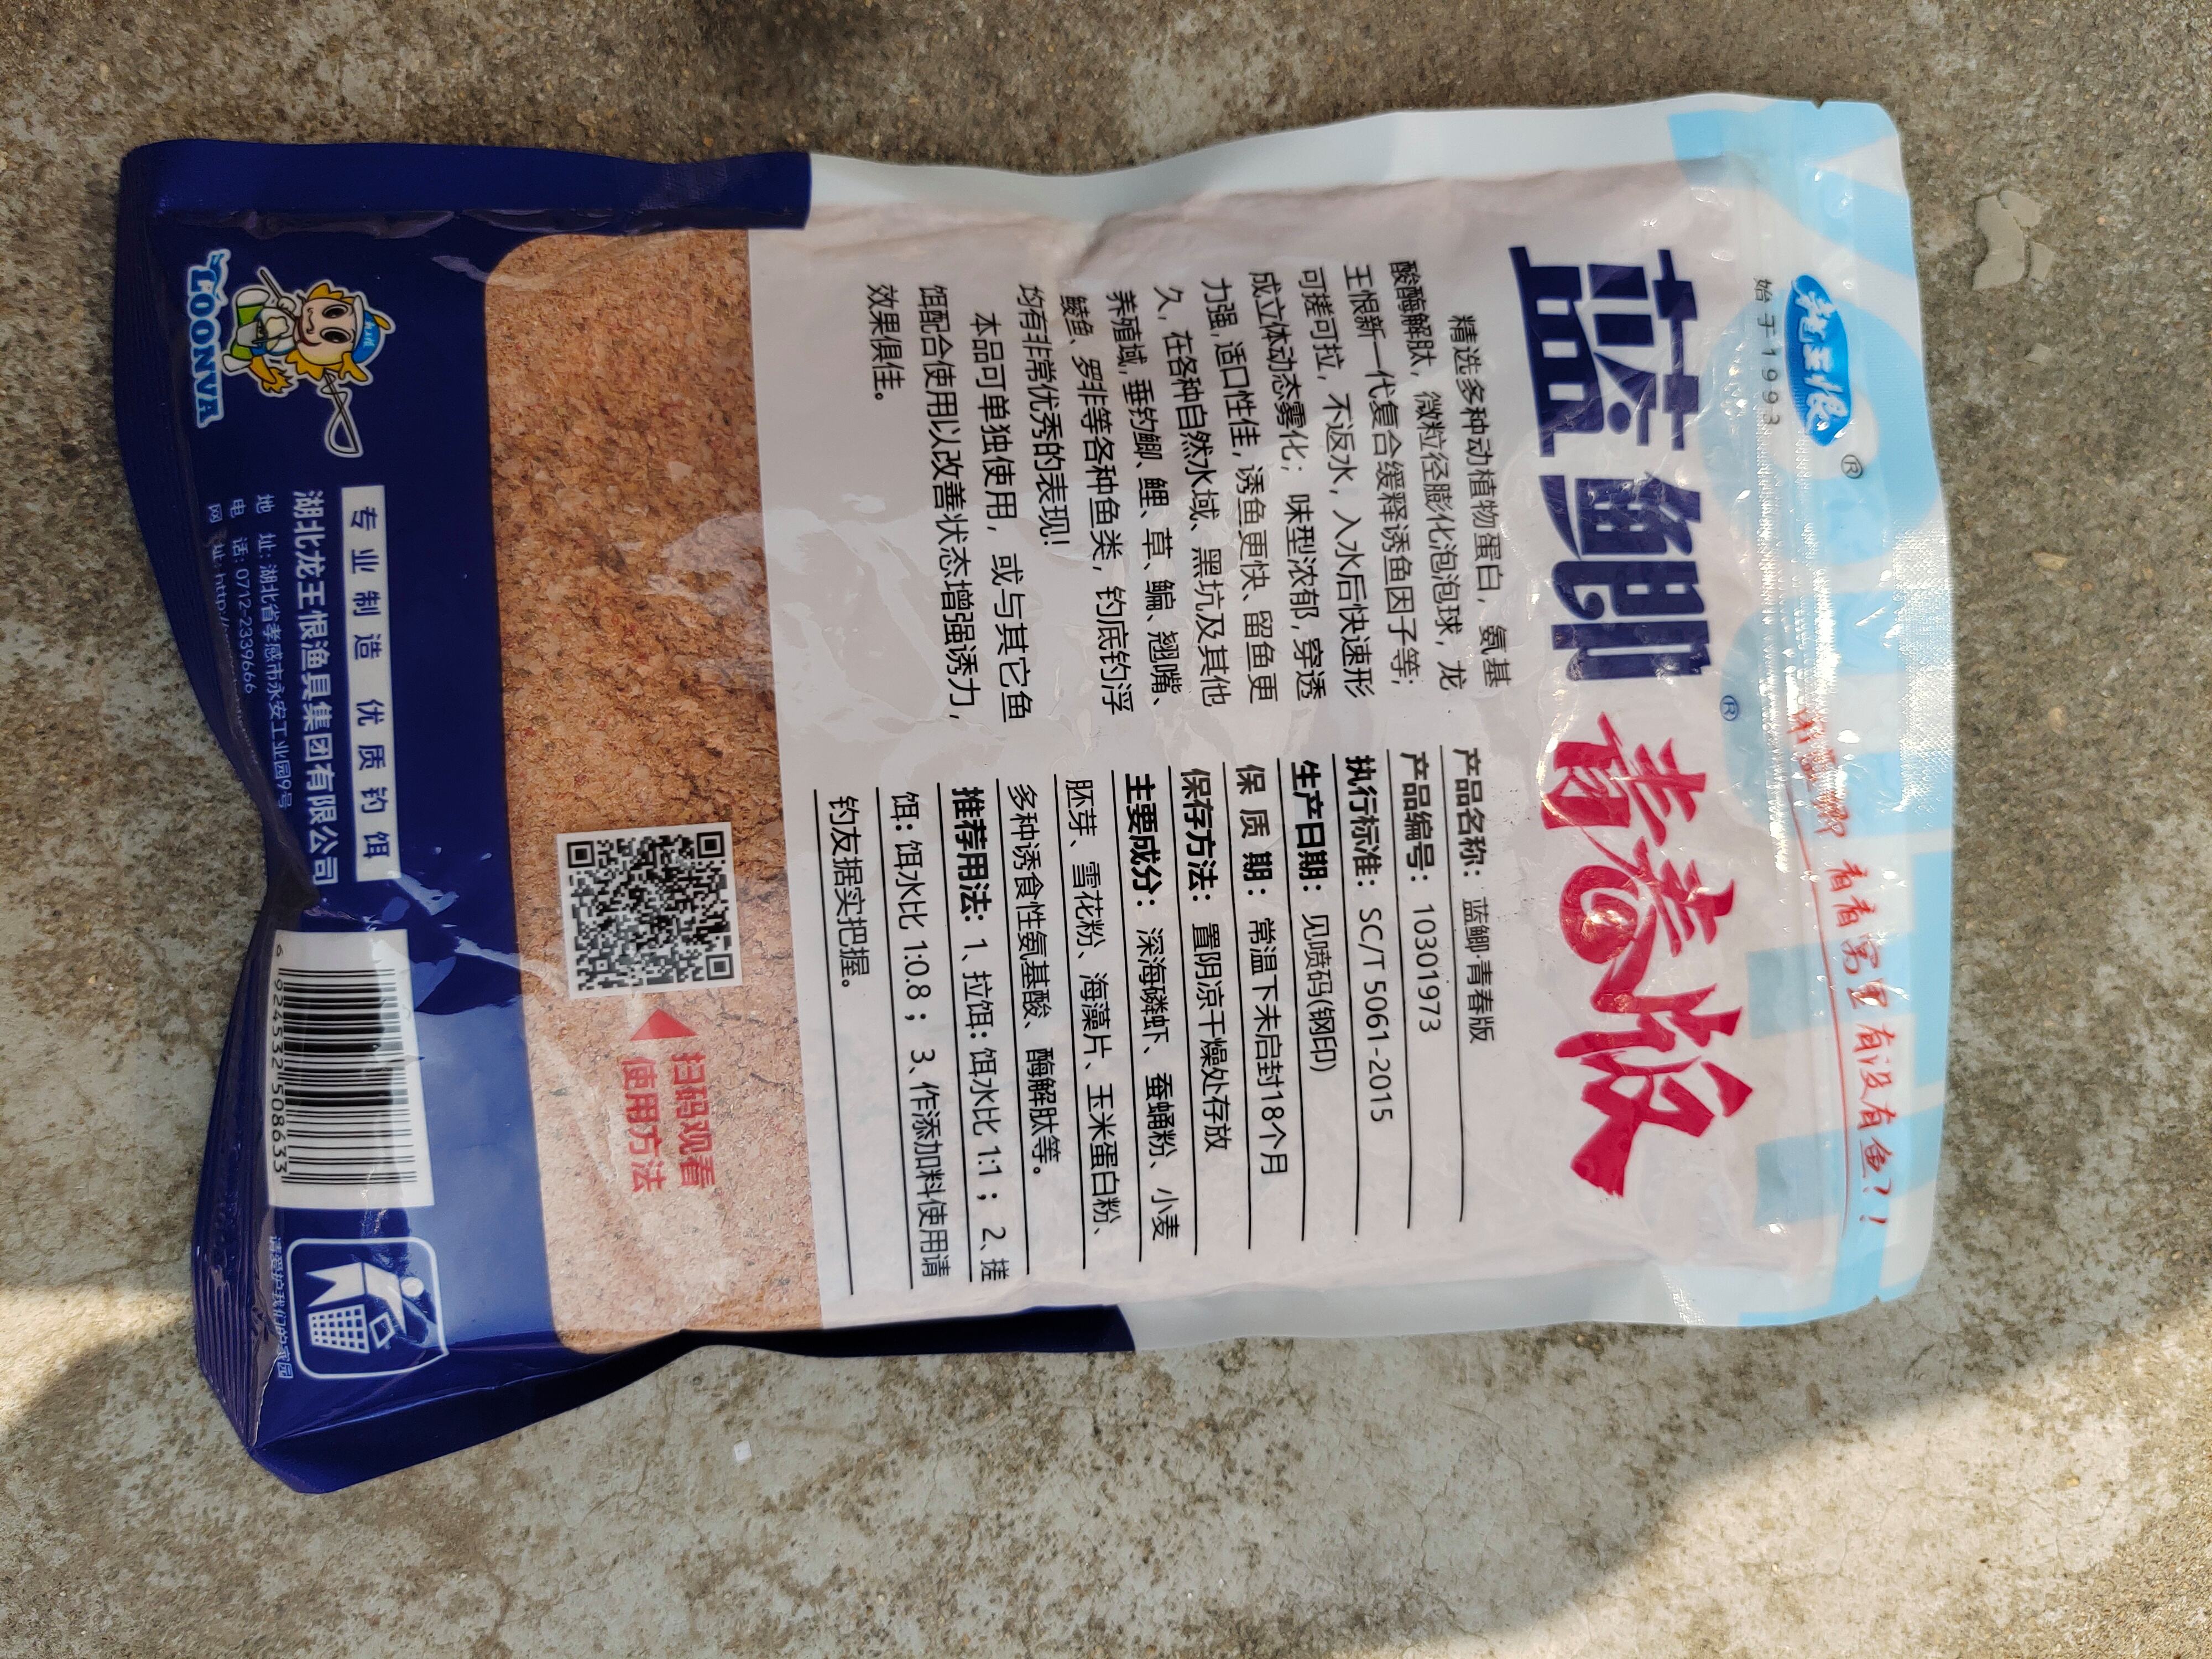 龙王恨®
始于1993
用蓝鲫 看看窝里有没有鱼?!
蓝鲫®
青春版
精选多种动植物蛋白，氨基
酸酶解肽，微粒径膨化泡泡球，龙
王恨新一代复合缓释诱鱼因子等；
可搓可拉，不返水，入水后快速形
成立体动态雾化；味型浓郁，穿透
力强，适口性佳，诱鱼更快、留鱼更
久，在各种自然水域、黑坑及其他
养殖域，垂钓鲫、鲤、草、鳊、翘嘴、
鲮鱼、罗非等各种鱼类，钓底钓浮
均有非常优秀的表现!
本品可单独使用，或与其它鱼
饵配合使用以改善状态增强诱力，
效果俱佳。
产品名称：蓝鲫·青春版
产品编号：10301973
执行标准：SC/T 5061-2015
生产日期：见喷码(钢印)
保 质 期：常温下未启封18个月
保存方法：置阴凉干燥处存放
主要成分：深海磷虾、蚕蛹粉、小麦
胚芽、雪花粉、海藻片、玉米蛋白粉、
多种诱食性氨基酸、酶解肽等。
推荐用法：1、拉饵：饵水比 1:1； 2、搓
饵：饵水比 1:0.8； 3、作添加料使用请
钓友据实把握。
扫码观看
使用方法
龙王恨
LOONVA
专业制造 优质钓饵
湖北龙王恨渔具集团有限公司
地 址: 湖北省孝感市永安工业园9号
电 话: 0712-2339666
网 址: http://
6 924532 508633
请爱护我们的家园